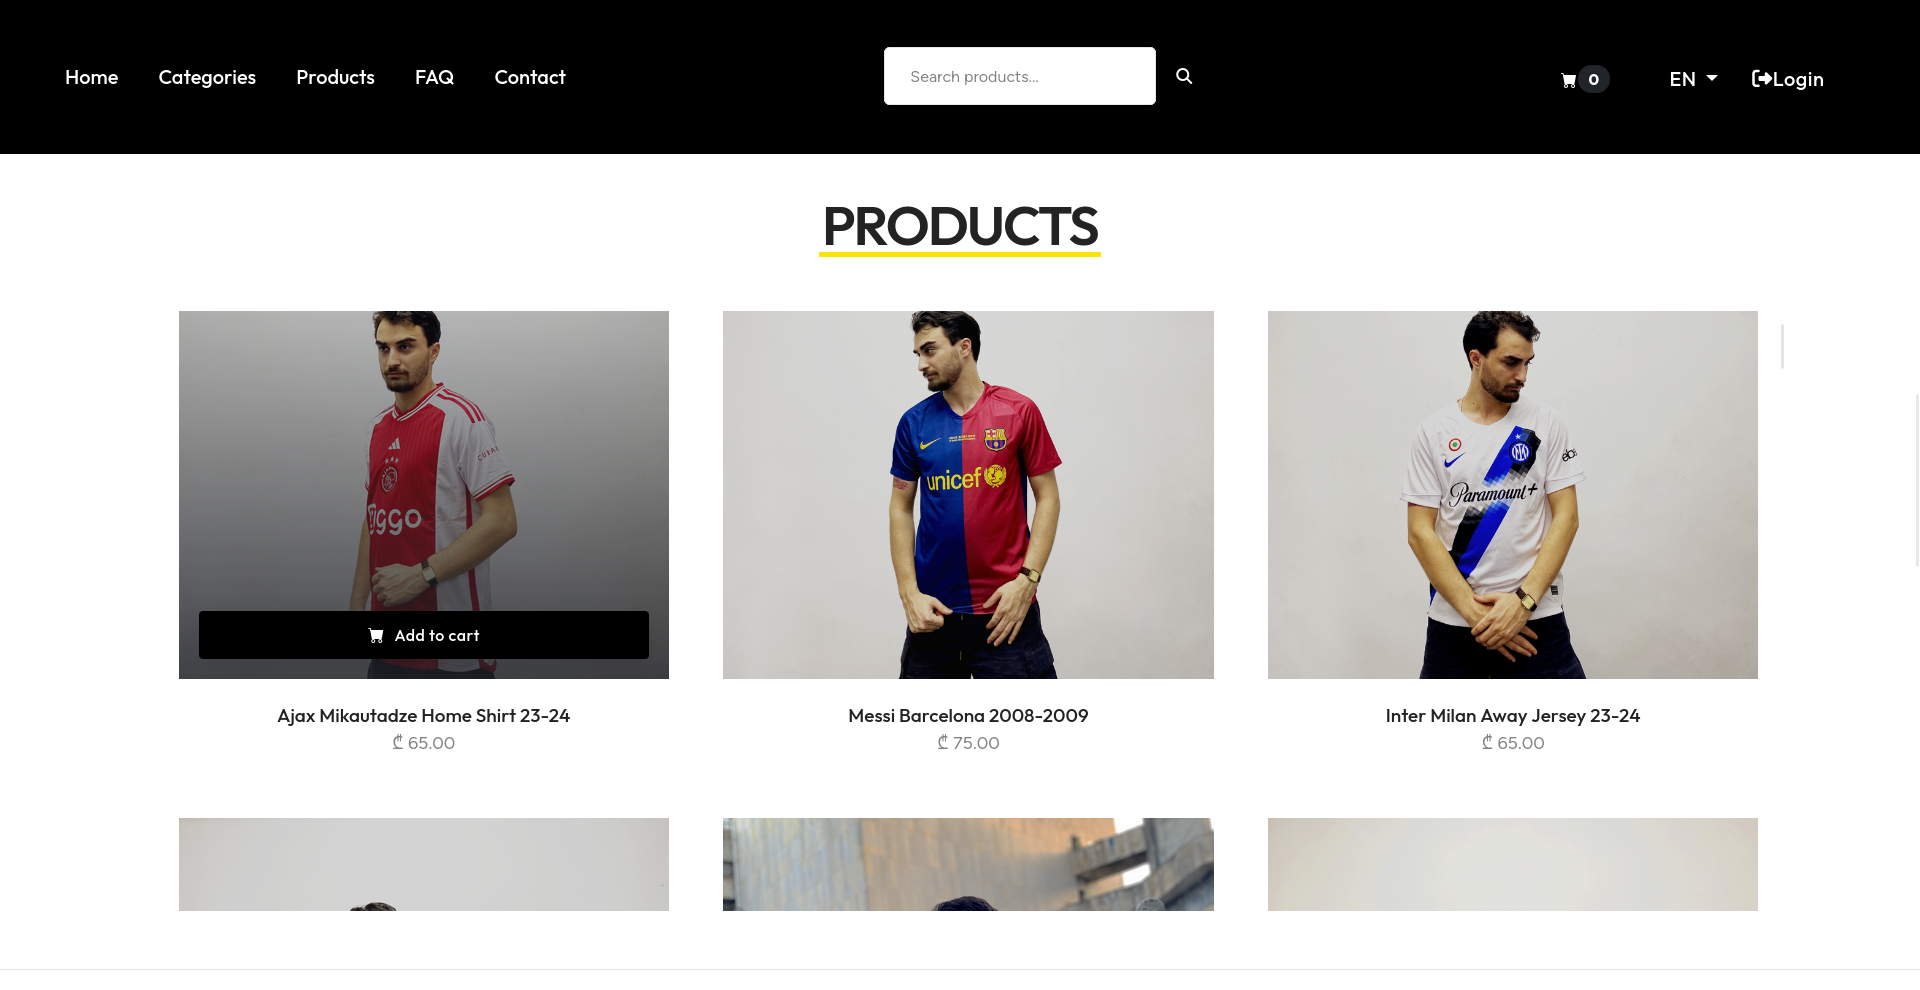 Home Categories Products FAQ Contact
Search products...
0
EN
Login
PRODUCTS
ziggo
unicef
Paramount+
Add to cart
Ajax Mikautadze Home Shirt 23-24
₾ 65.00
Messi Barcelona 2008-2009
₾ 75.00
Inter Milan Away Jersey 23-24
₾ 65.00